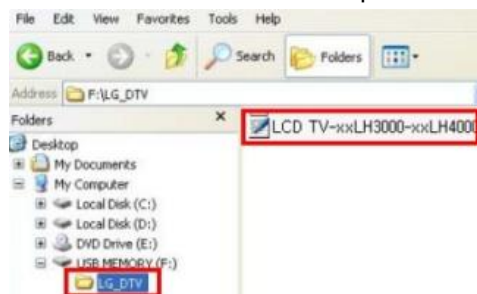 File Edit View Favorites Tools Help
Back Search Folders
Address F:\LG_DTV
Folders x
LCD TV-xxLH3000-xxLH4000
Desktop
My Documents
My Computer
Local Disk (C:)
Local Disk (D:)
DVD Drive (E:)
USB MEMORY (F:)
LG_DTV